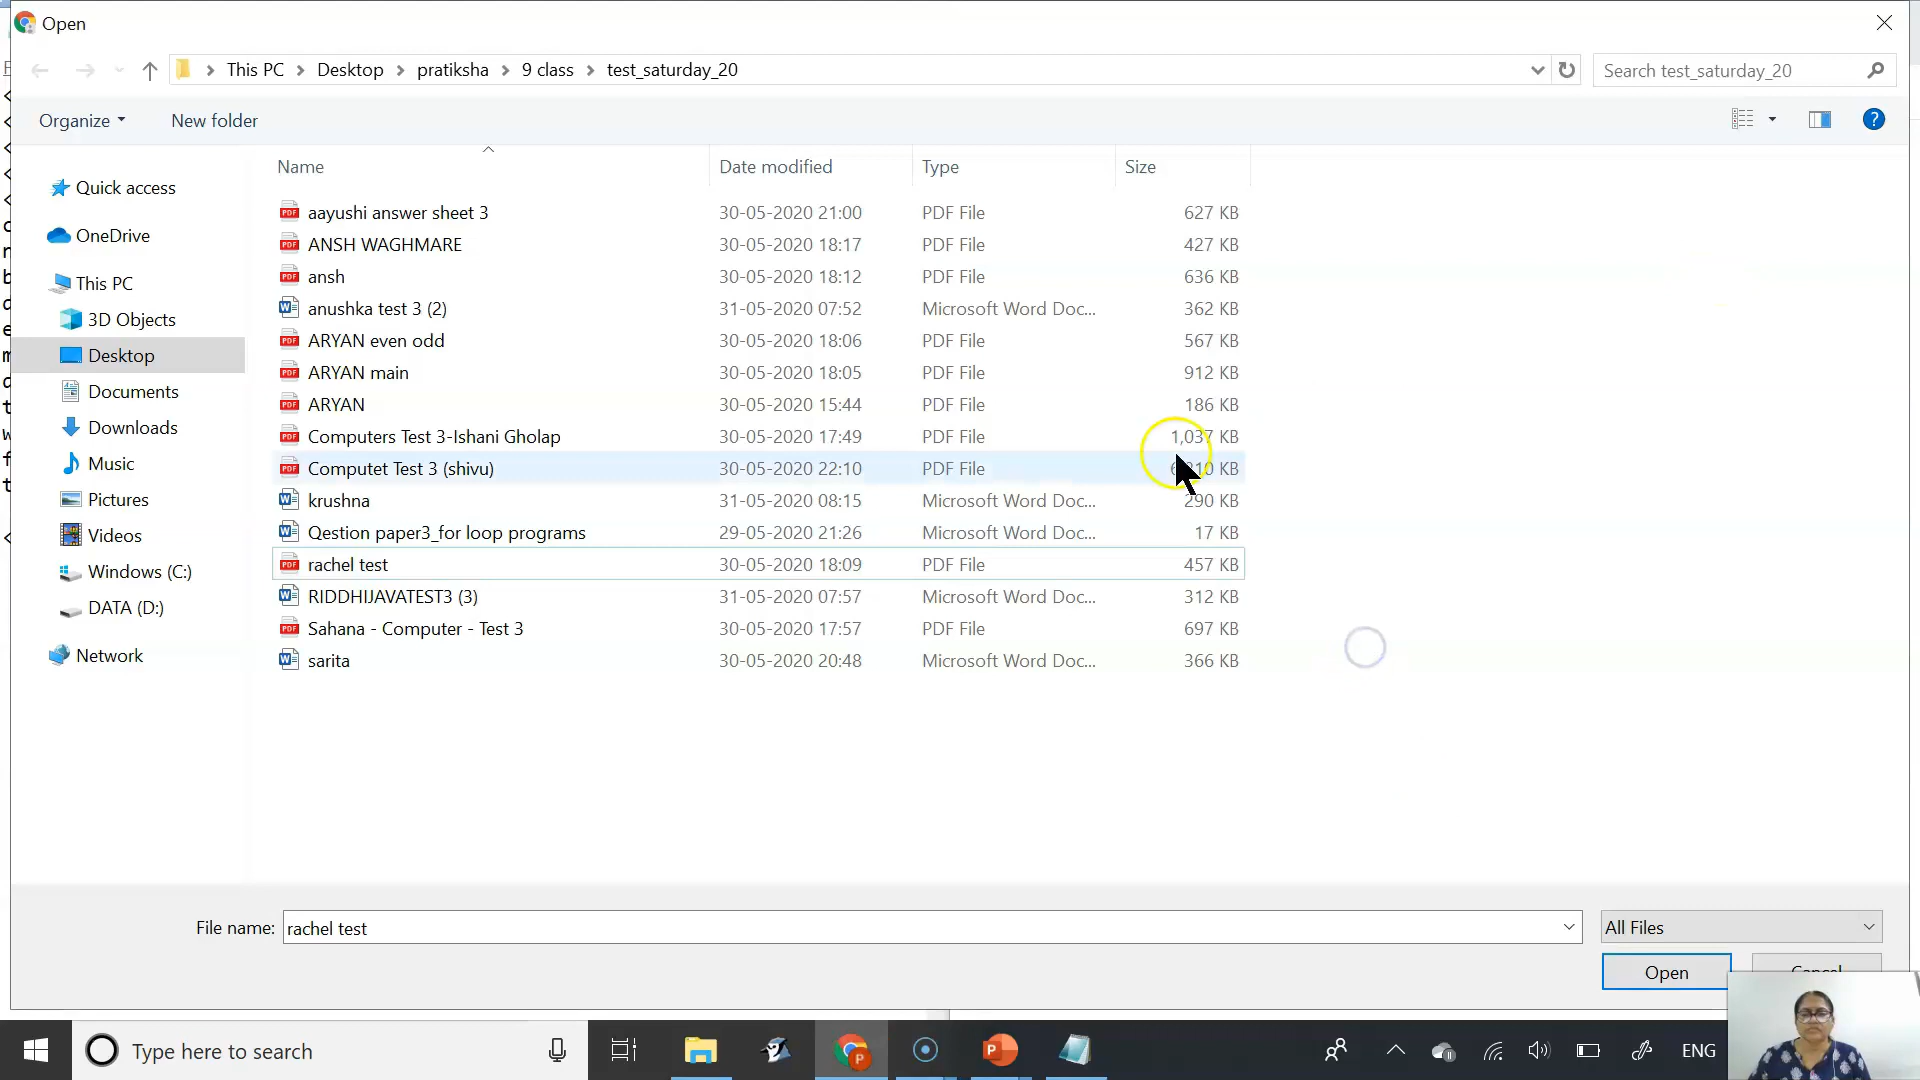 Open
This PC Desktop pratiksha 9 class test_saturday_20
Search test_saturday_20
Organize
New folder
Name
Date modified
Type
Size
Quick access
OneDrive
This PC
3D Objects
Desktop
Documents
Downloads
Music
Pictures
Videos
Windows (C:)
DATA (D:)
Network
aayushi answer sheet 3 30-05-2020 21:00 PDF File 627 KB
ANSH WAGHMARE 30-05-2020 18:17 PDF File 427 KB
ansh 30-05-2020 18:12 PDF File 636 KB
anushka test 3 (2) 31-05-2020 07:52 Microsoft Word Doc... 362 KB
ARYAN even odd 30-05-2020 18:06 PDF File 567 KB
ARYAN main 30-05-2020 18:05 PDF File 912 KB
ARYAN 30-05-2020 15:44 PDF File 186 KB
Computers Test 3-Ishani Gholap 30-05-2020 17:49 PDF File 1,037 KB
Computet Test 3 (shivu) 30-05-2020 22:10 PDF File KB
krushna 31-05-2020 08:15 Microsoft Word Doc... 290 KB
Qestion paper3_for loop programs 29-05-2020 21:26 Microsoft Word Doc... 17 KB
rachel test 30-05-2020 18:09 PDF File 457 KB
RIDDHIJAVATEST3 (3) 31-05-2020 07:57 Microsoft Word Doc... 312 KB
Sahana - Computer - Test 3 30-05-2020 17:57 PDF File 697 KB
sarita 30-05-2020 20:48 Microsoft Word Doc... 366 KB
File name: rachel test
All Files
Open
Cancel
Type here to search
ENG